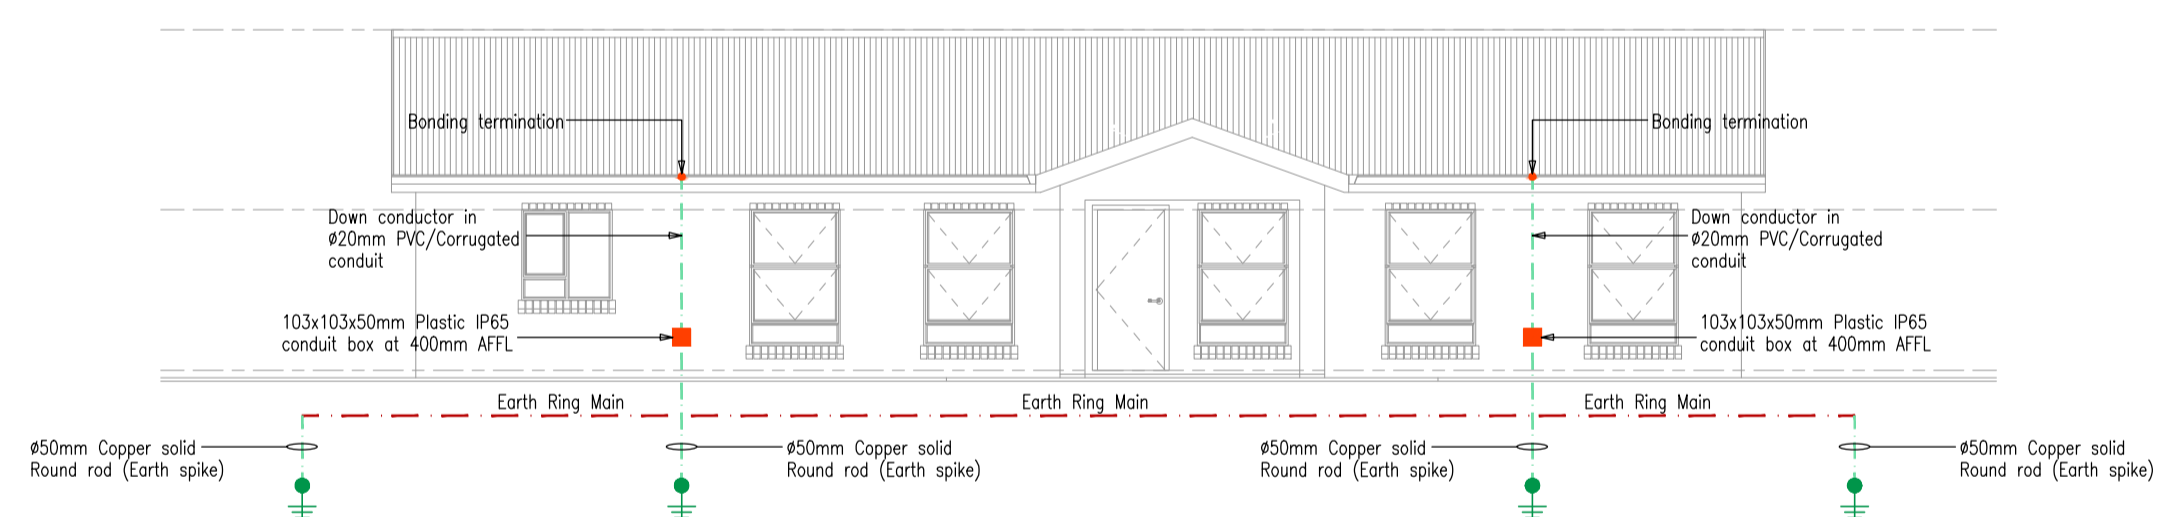 Bonding termination
Bonding termination
Down conductor in
ø20mm PVC/Corrugated
conduit
Down conductor in
ø20mm PVC/Corrugated
conduit
103x103x50mm Plastic IP65
conduit box at 400mm AFFL
103x103x50mm Plastic IP65
conduit box at 400mm AFFL
Earth Ring Main
Earth Ring Main
Earth Ring Main
ø50mm Copper solid
Round rod (Earth spike)
ø50mm Copper solid
Round rod (Earth spike)
ø50mm Copper solid
Round rod (Earth spike)
ø50mm Copper solid
Round rod (Earth spike)